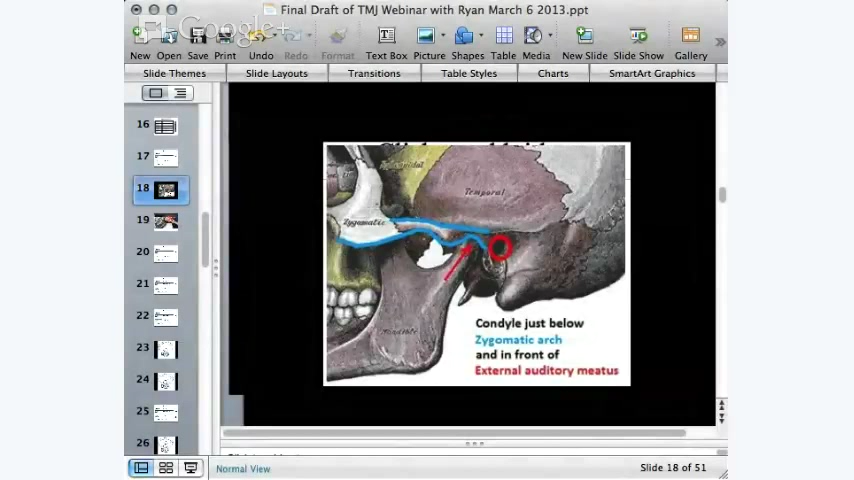 Final Draft of TMJ Webinar with Ryan March 6 2013.ppt
Google+
New Open Save Print Undo Redo Format Text Box Picture Shapes Table Media New Slide Slide Show Gallery
Slide Themes Slide Layouts Transitions Table Styles Charts SmartArt Graphics
16
17
18
19
20
21
22
23
24
25
26
Temporal
Zygomatic
Condyle just below
Zygomatic arch
and in front of
External auditory meatus
Normal View
Slide 18 of 51